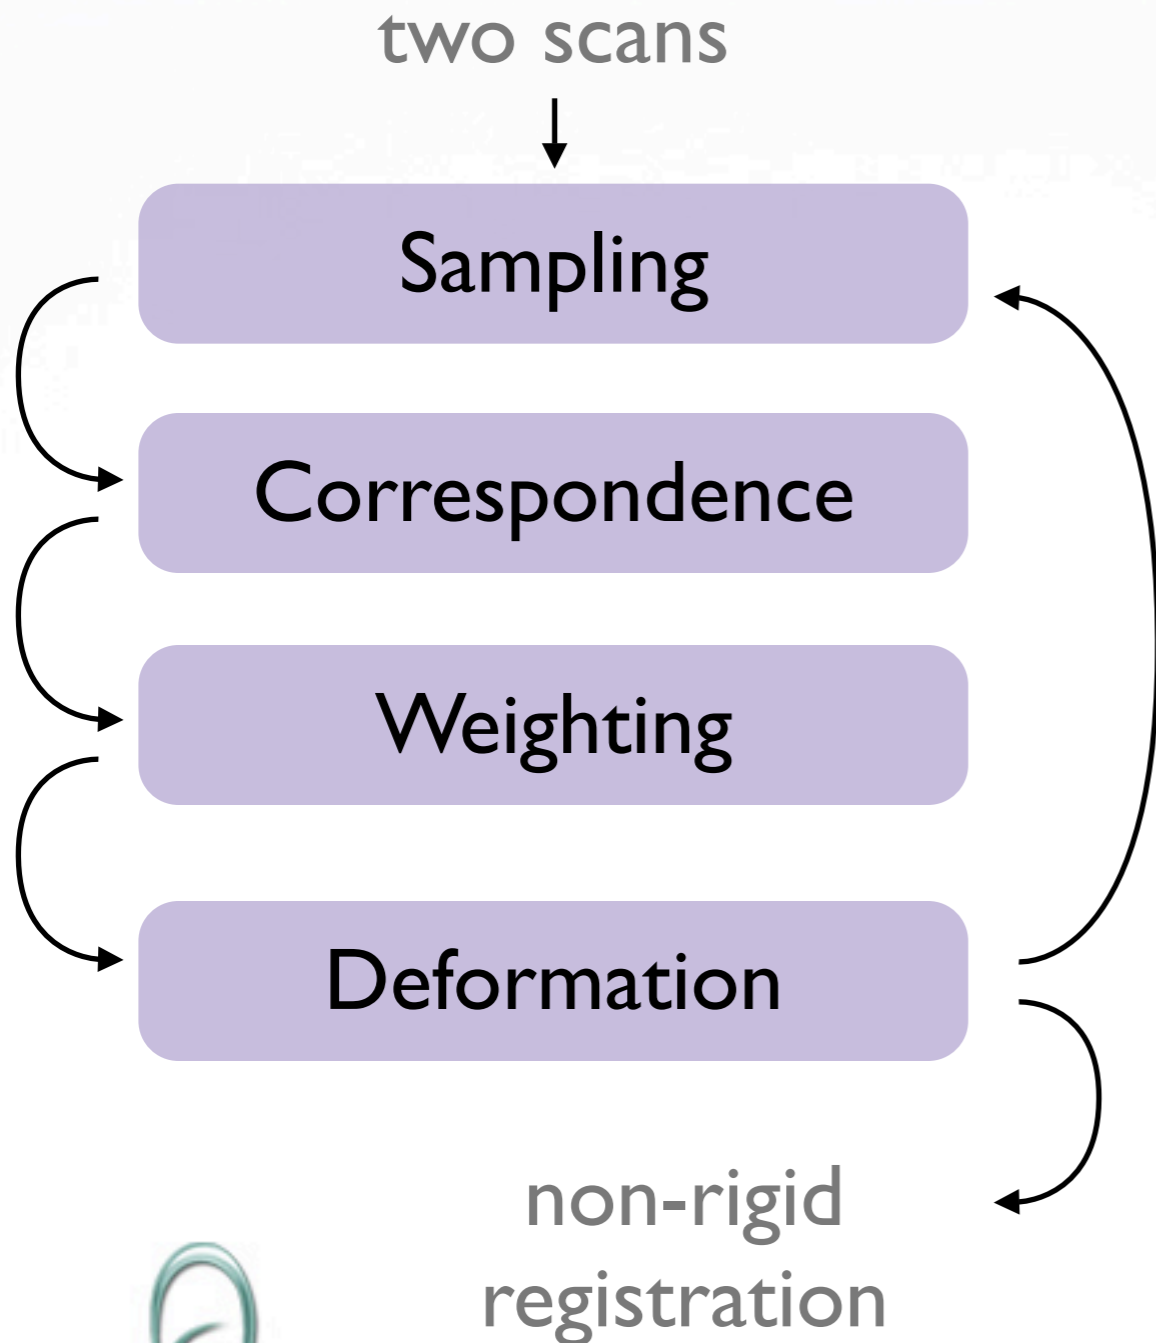 two scans
Sampling
Correspondence
Weighting
Deformation
non-rigid
registration